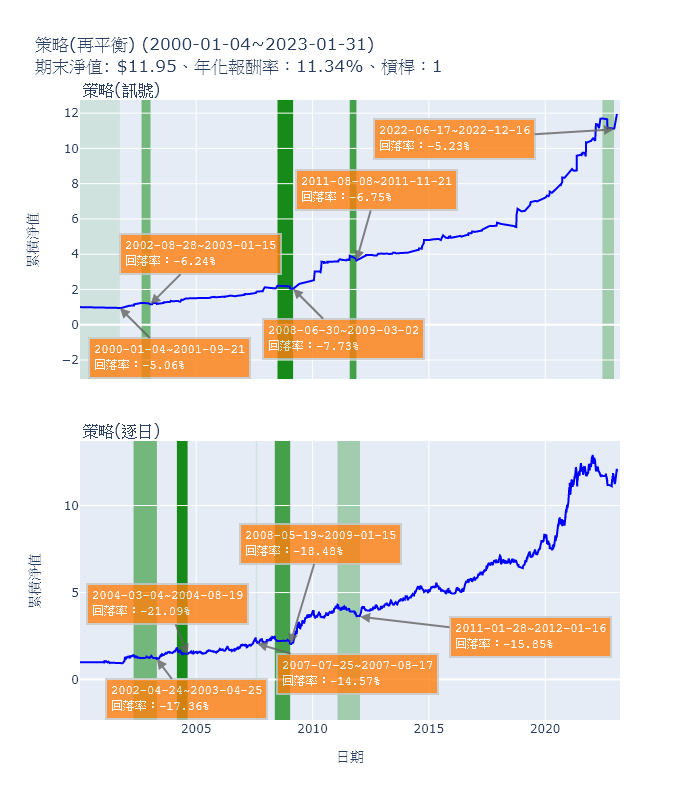 策略(再平衡) (2000-01-04~2023-01-31)
期末淨值: $11.95、年化報酬率：11.34%、槓桿：1
策略(訊號)
12
10
8
6
4
2
0
−2
累積淨值
2022-06-17~2022-12-16
回落率：-5.23%
2011-08-08~2011-11-21
回落率：-6.75%
2002-08-28~2003-01-15
回落率：-6.24%
2008-06-30~2009-03-02
回落率：-7.73%
2000-01-04~2001-09-21
回落率：-5.06%
策略(逐日)
10
5
0
累積淨值
2008-05-19~2009-01-15
回落率：-18.48%
2004-03-04~2004-08-19
回落率：-21.09%
2011-01-28~2012-01-16
回落率：-15.85%
2007-07-25~2007-08-17
回落率：-14.57%
2002-04-24~2003-04-25
回落率：-17.36%
2005
2010
2015
2020
日期